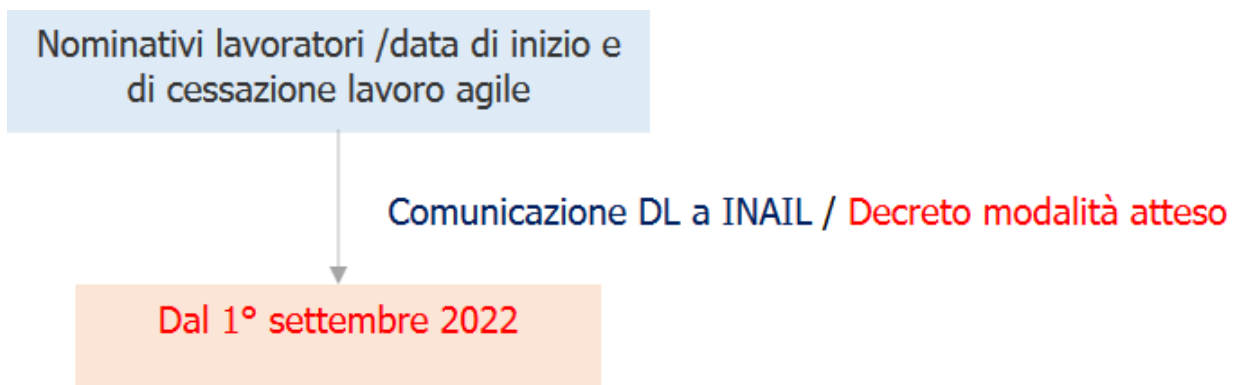 Nominativi lavoratori /data di inizio e
di cessazione lavoro agile
Comunicazione DL a INAIL / Decreto modalità atteso
Dal 1° settembre 2022